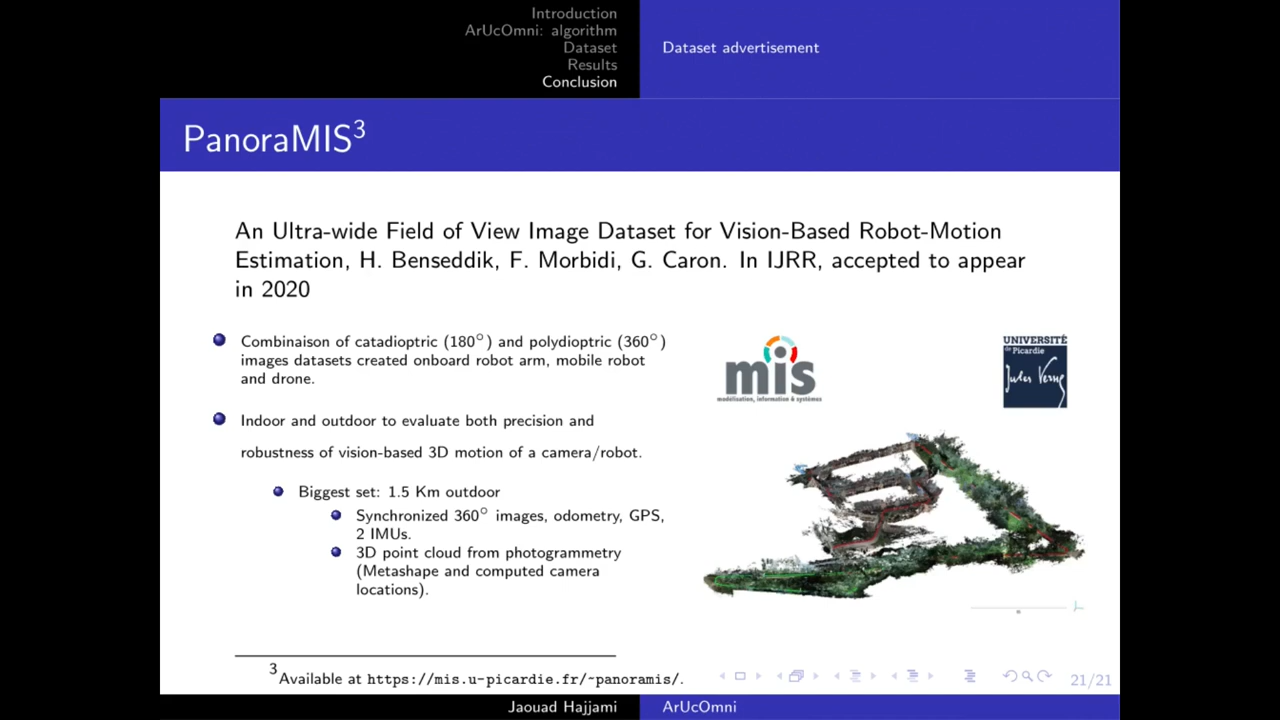 Introduction
ArUcOmni: algorithm
Dataset
Results
Conclusion
Dataset advertisement
PanoraMIS3
An Ultra-wide Field of View Image Dataset for Vision-Based Robot-Motion
Estimation, H. Benseddik, F. Morbidi, G. Caron. In IJRR, accepted to appear
in 2020
Combinaison of catadioptric (180°) and polydioptric (360°)
images datasets created onboard robot arm, mobile robot
and drone.
Indoor and outdoor to evaluate both precision and
robustness of vision-based 3D motion of a camera/robot.
Biggest set: 1.5 Km outdoor
Synchronized 360° images, odometry, GPS,
2 IMUs.
3D point cloud from photogrammetry
(Metashape and computed camera
locations).
mis
modélisation, information & systèmes
UNIVERSITÉ
de Picardie
Jules Verne
3Available at https://mis.u-picardie.fr/~panoramis/.
21/21
Jaouad Hajjami
ArUcOmni